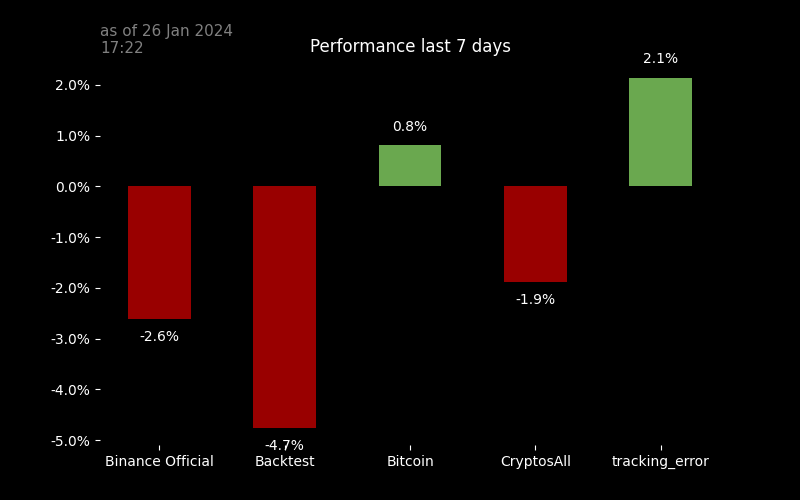 as of 26 Jan 2024
17:22
Performance last 7 days
2.1%
2.0%
1.0%
0.8%
0.0%
-1.0%
-2.0%
-1.9%
-3.0%
-2.6%
-4.0%
-5.0%
-4.7%
Binance Official
Backtest
Bitcoin
CryptosAll
tracking_error